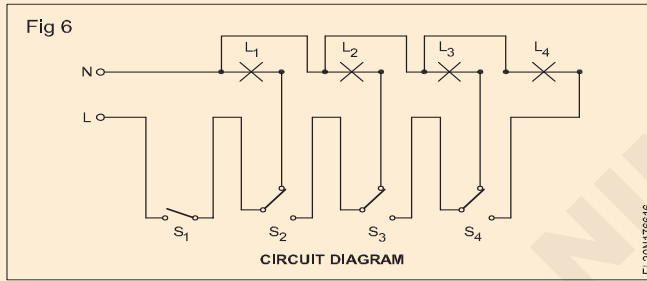 Fig 6
L1 L2 L3 L4
N
L
S1 S2 S3 S4
CIRCUIT DIAGRAM